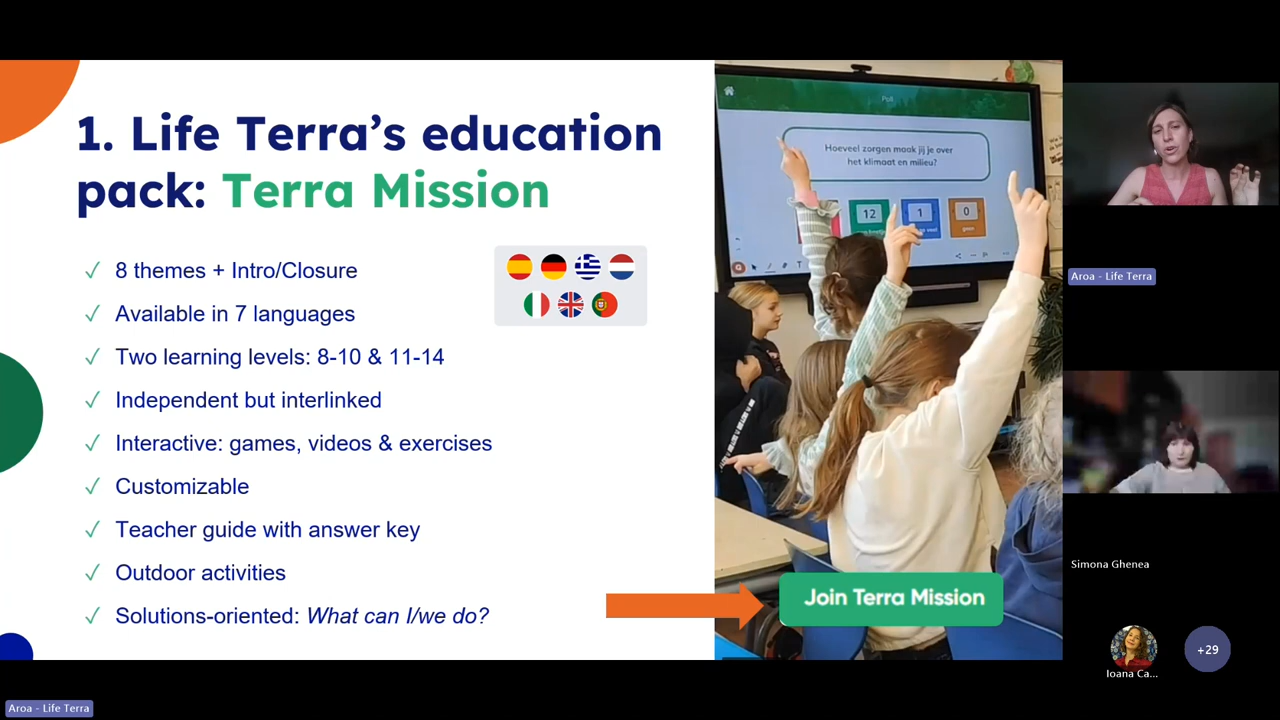 1. Life Terra’s education
pack: Terra Mission
✓ 8 themes + Intro/Closure
✓ Available in 7 languages
✓ Two learning levels: 8-10 & 11-14
✓ Independent but interlinked
✓ Interactive: games, videos & exercises
✓ Customizable
✓ Teacher guide with answer key
✓ Outdoor activities
✓ Solutions-oriented: What can I/we do?
Poll
Hoeveel zorgen maak jij je over
het klimaat en milieu?
12
1
0
geen
Join Terra Mission
Aroa - Life Terra
Simona Ghenea
Ioana Ca...
+29
Aroa - Life Terra